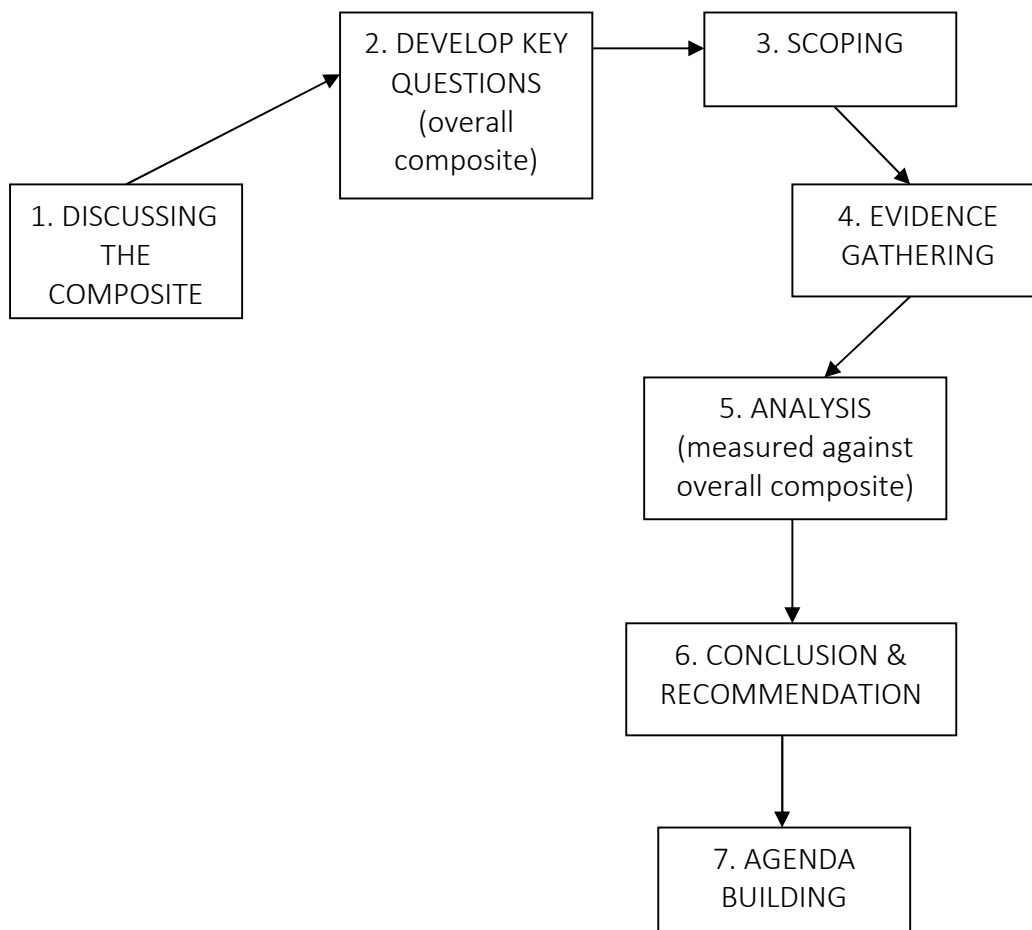 1. DISCUSSING
THE
COMPOSITE
2. DEVELOP KEY
QUESTIONS
(overall
composite)
3. SCOPING
4. EVIDENCE
GATHERING
5. ANALYSIS
(measured against
overall composite)
6. CONCLUSION &
RECOMMENDATION
7. AGENDA
BUILDING